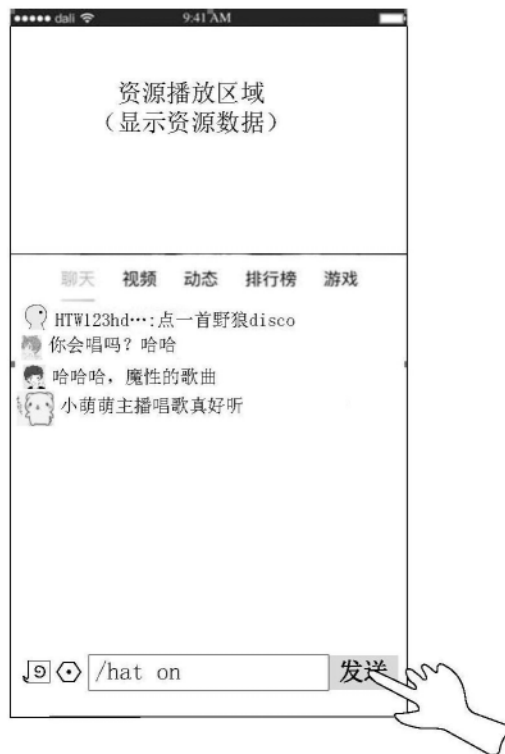 dali 9:41 AM
资源播放区域
（显示资源数据）
聊天 视频 动态 排行榜 游戏
HTW123hd…:点一首野狼disco
你会唱吗？哈哈
哈哈哈，魔性的歌曲
小萌萌主播唱歌真好听
/hat on 发送